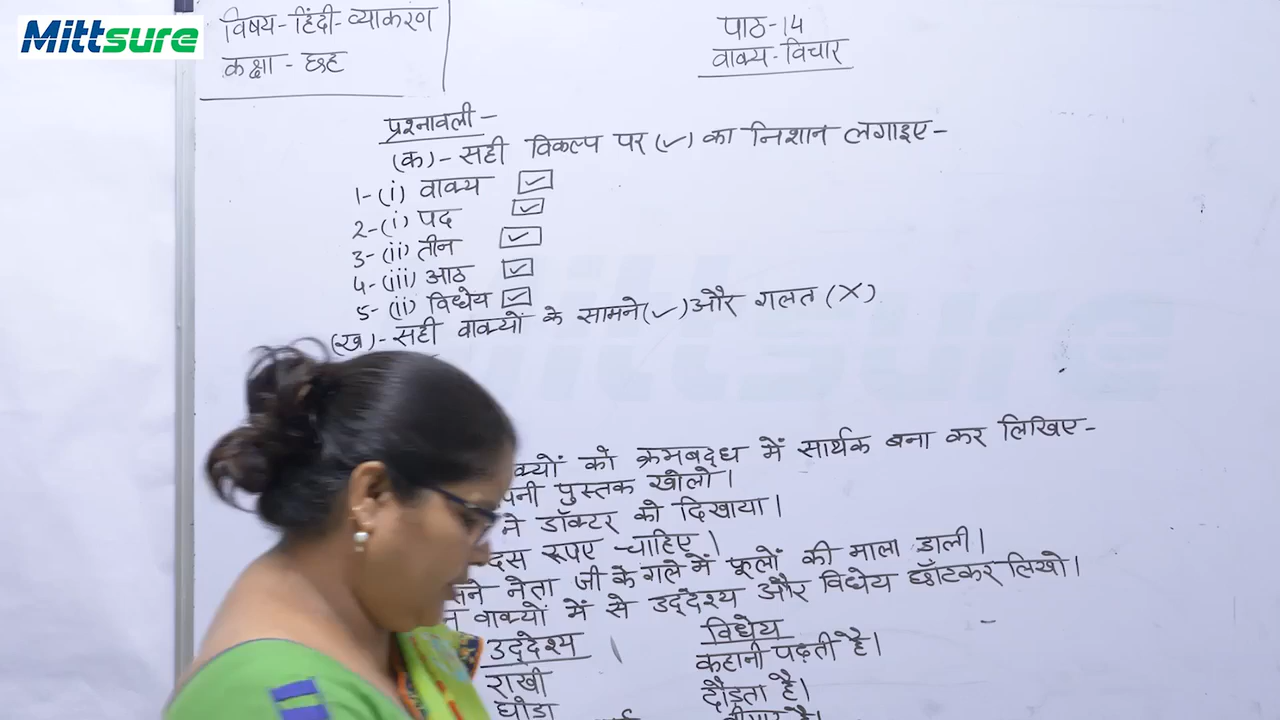 Mittsure
विषय-हिंदी-व्याकरण
कक्षा - छह
पाठ-14
वाक्य-विचार
प्रश्नावली-
(क)- सही विकल्प पर (✓) का निशान लगाइए-
1-(i) वाक्य ✓
2-(i) पद ✓
3-(ii) तीन ✓
4-(iii) आठ ✓
5-(ii) विधेय ✓
(ख)- सही वाक्यों के सामने(✓)और गलत (X)
क्यों को क्रमबद्ध में सार्थक बना कर लिखिए-
पनी पुस्तक खोलो।
ने डॉक्टर को दिखाया।
दस रूपए चाहिए।
ने नेता जी के गले में फूलों की माला डाली।
न वाक्यों में से उद्देश्य और विधेय छाँटकर लिखो।
उद्देश्य विधेय
राखी कहानी पढ़ती है।
घोडा दौड़ता है।